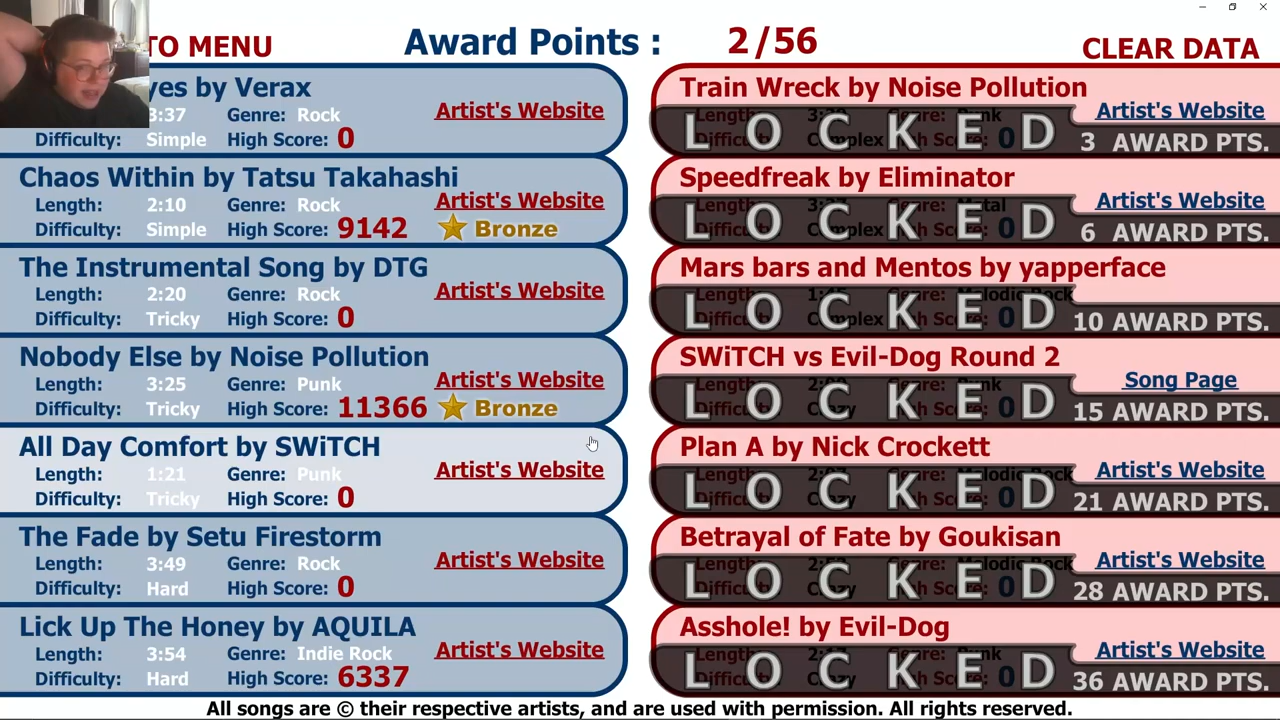 TO MENU
Award Points :
2/56
CLEAR DATA
yes by Verax
3:37
Genre: Rock
Artist's Website
Difficulty: Simple
High Score: 0
Chaos Within by Tatsu Takahashi
Length: 2:10
Genre: Rock
Artist's Website
Difficulty: Simple
High Score: 9142
Bronze
The Instrumental Song by DTG
Length: 2:20
Genre: Rock
Artist's Website
Difficulty: Tricky
High Score: 0
Nobody Else by Noise Pollution
Length: 3:25
Genre: Punk
Artist's Website
Difficulty: Tricky
High Score: 11366
Bronze
All Day Comfort by SWiTCH
Length: 1:21
Genre: Punk
Artist's Website
Difficulty: Tricky
High Score: 0
The Fade by Setu Firestorm
Length: 3:49
Genre: Rock
Artist's Website
Difficulty: Hard
High Score: 0
Lick Up The Honey by AQUILA
Length: 3:54
Genre: Indie Rock
Artist's Website
Difficulty: Hard
High Score: 6337
Train Wreck by Noise Pollution
Artist's Website
LOCKED
3 AWARD PTS.
Speedfreak by Eliminator
Artist's Website
LOCKED
6 AWARD PTS.
Mars bars and Mentos by yapperface
LOCKED
10 AWARD PTS.
SWiTCH vs Evil-Dog Round 2
Song Page
LOCKED
15 AWARD PTS.
Plan A by Nick Crockett
Artist's Website
LOCKED
21 AWARD PTS.
Betrayal of Fate by Goukisan
Artist's Website
LOCKED
28 AWARD PTS.
Asshole! by Evil-Dog
Artist's Website
LOCKED
36 AWARD PTS.
All songs are © their respective artists, and are used with permission. All rights reserved.